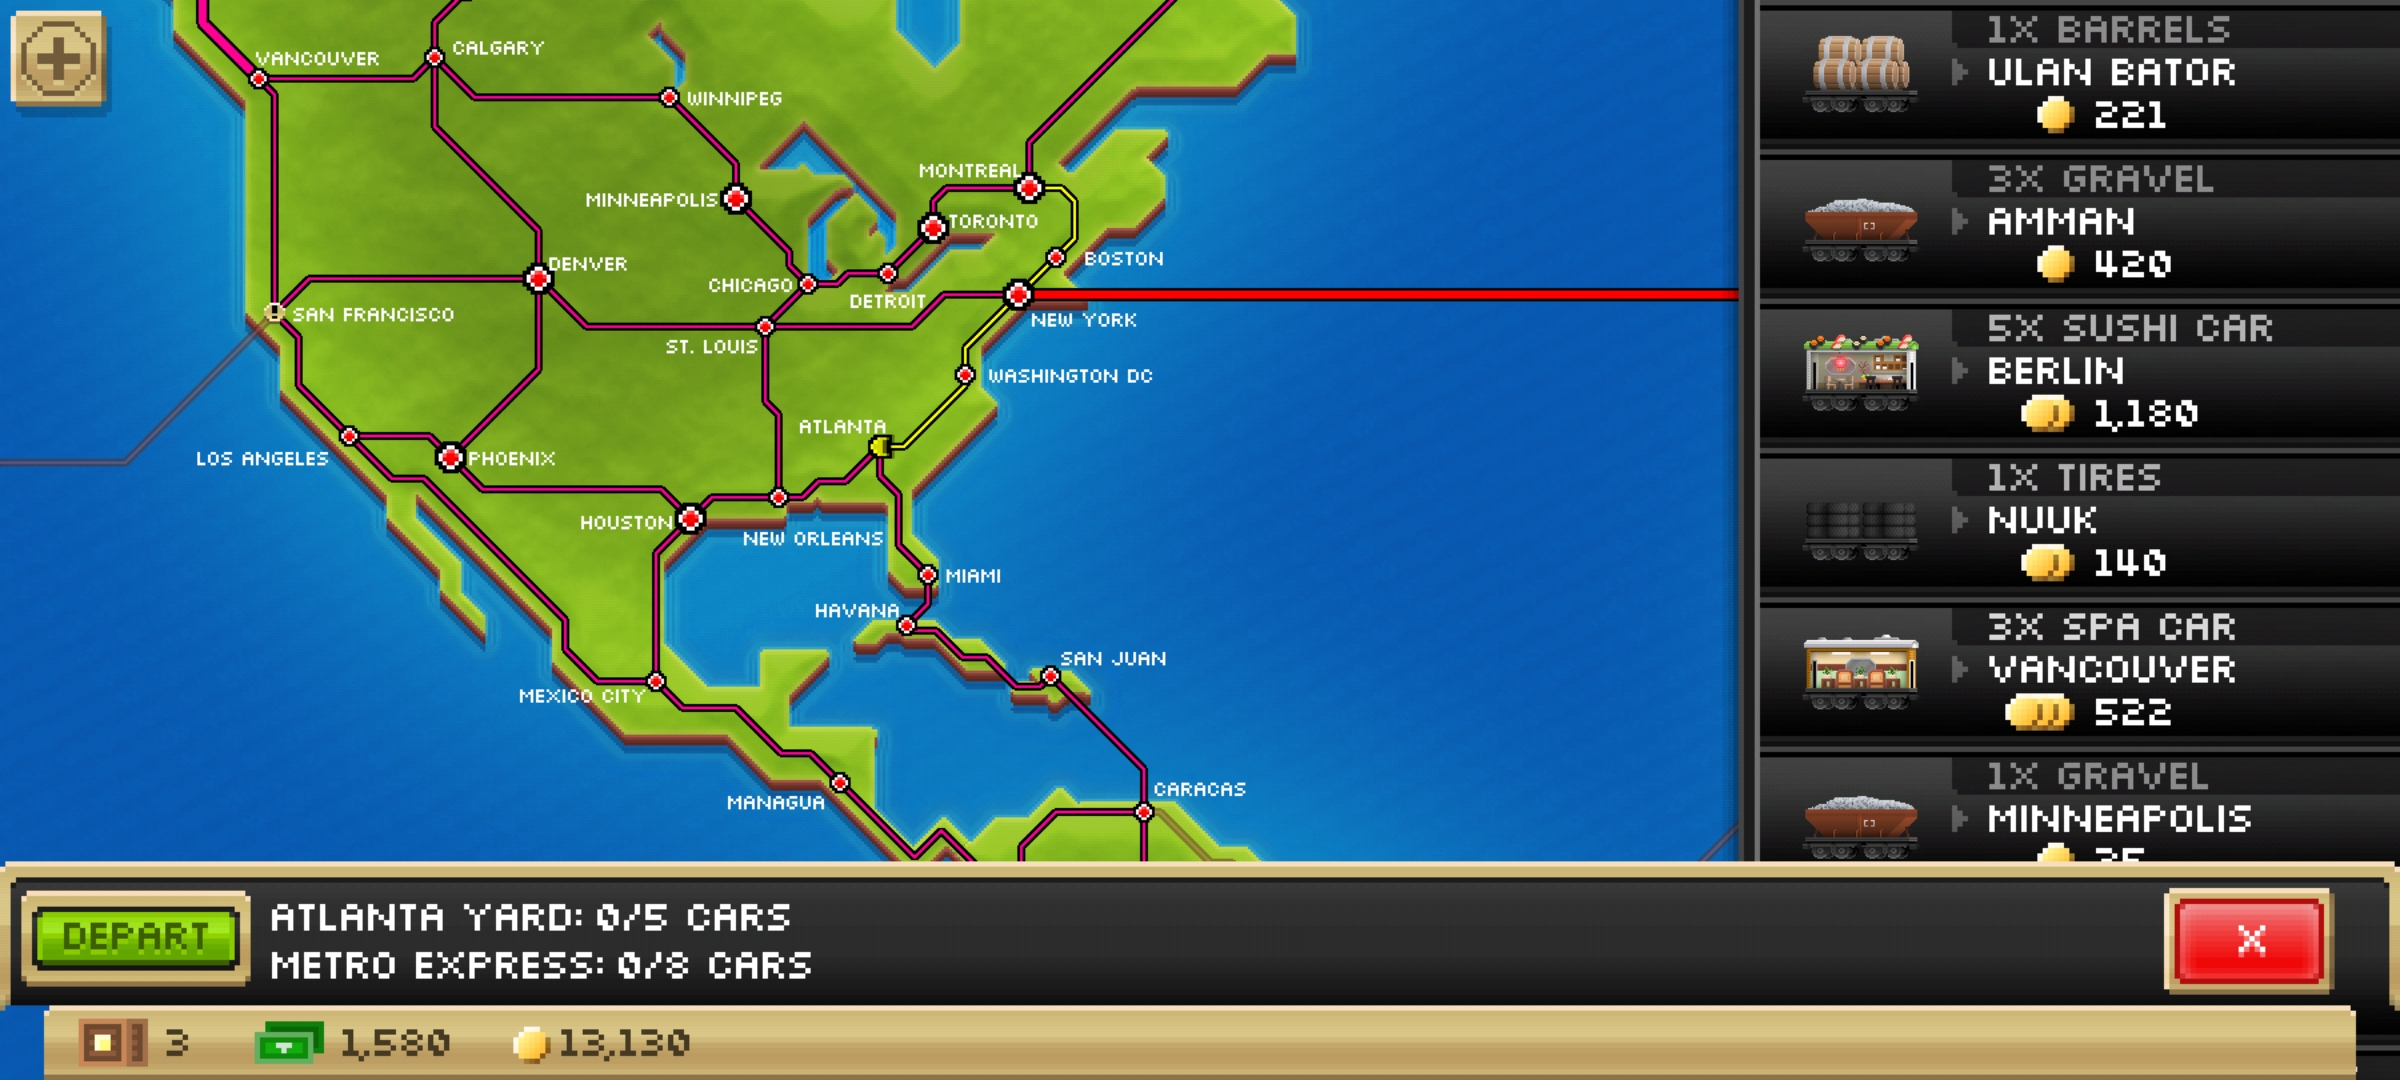 CALGARY
VANCOUVER
WINNIPEG
MONTREAL
MINNEAPOLIS
TORONTO
BOSTON
DENVER
CHICAGO
DETROIT
SAN FRANCISCO
NEW YORK
ST. LOUIS
WASHINGTON DC
ATLANTA
LOS ANGELES
PHOENIX
HOUSTON
NEW ORLEANS
MIAMI
HAVANA
SAN JUAN
MEXICO CITY
CARACAS
MANAGUA
1X BARRELS
ULAN BATOR
221
3X GRAVEL
AMMAN
420
5X SUSHI CAR
BERLIN
1,180
1X TIRES
NUUK
140
3X SPA CAR
VANCOUVER
522
1X GRAVEL
MINNEAPOLIS
DEPART
ATLANTA YARD: 0/5 CARS
METRO EXPRESS: 0/8 CARS
X
3
1,580
13,130